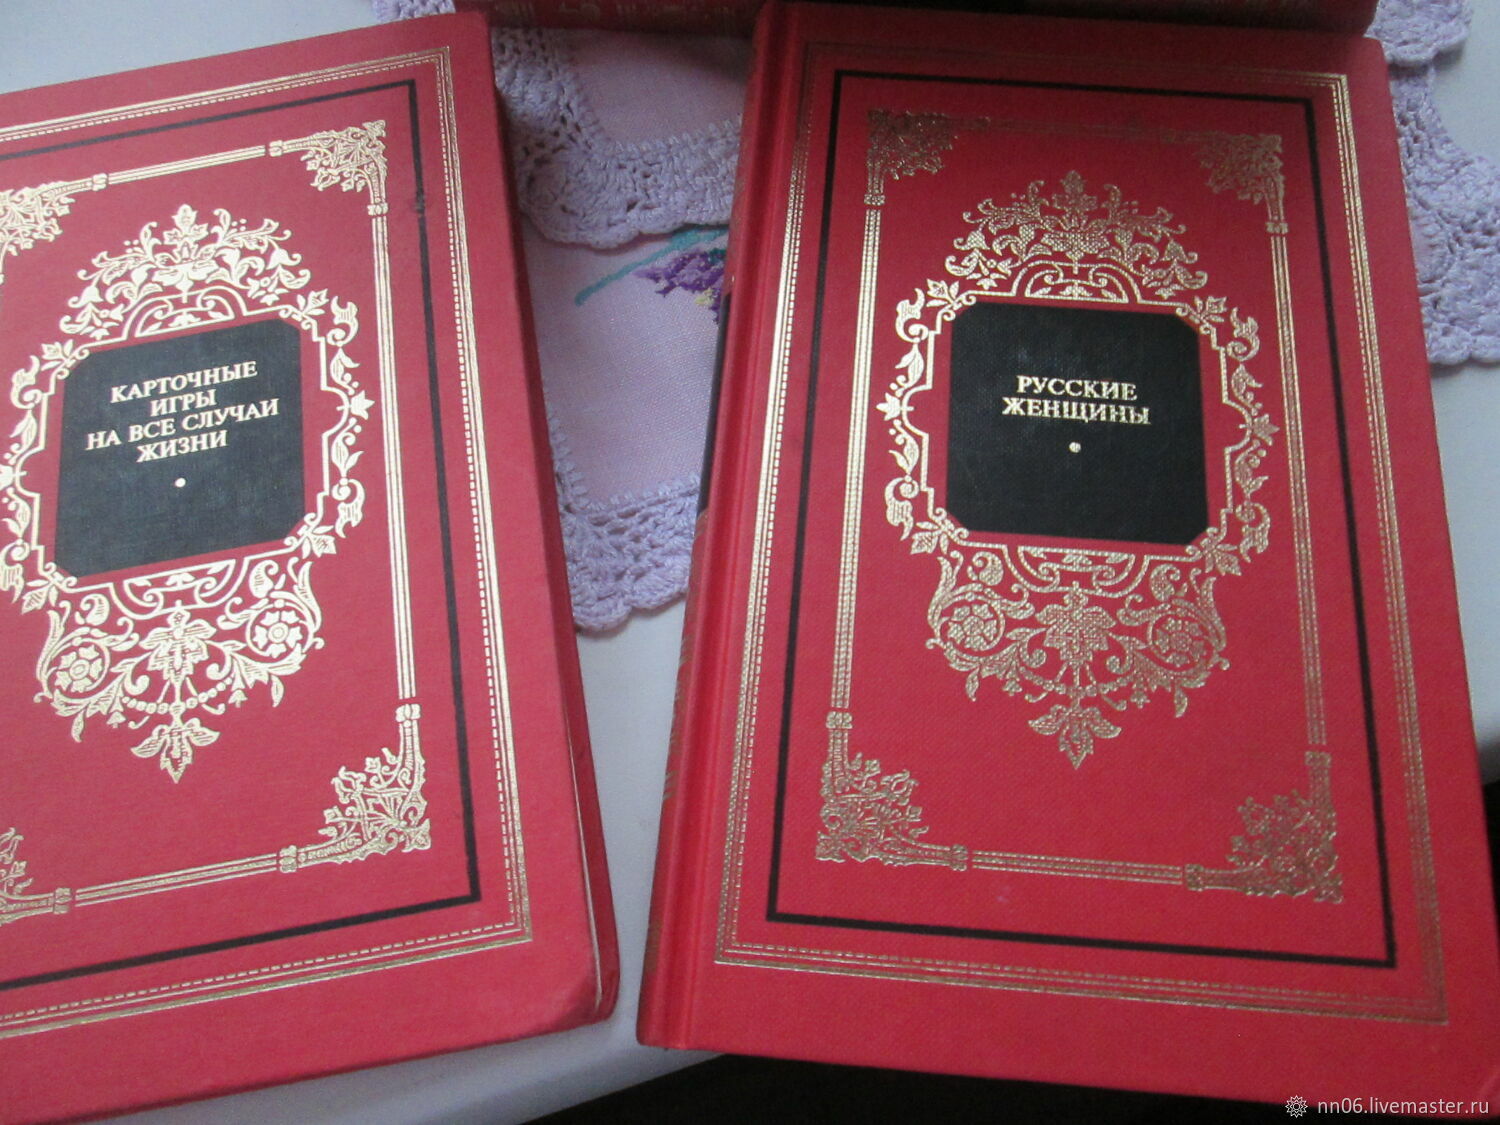 КАРТОЧНЫЕ
ИГРЫ
НА ВСЕ СЛУЧАИ
ЖИЗНИ
РУССКИЕ
ЖЕНЩИНЫ
nn06.livemaster.ru